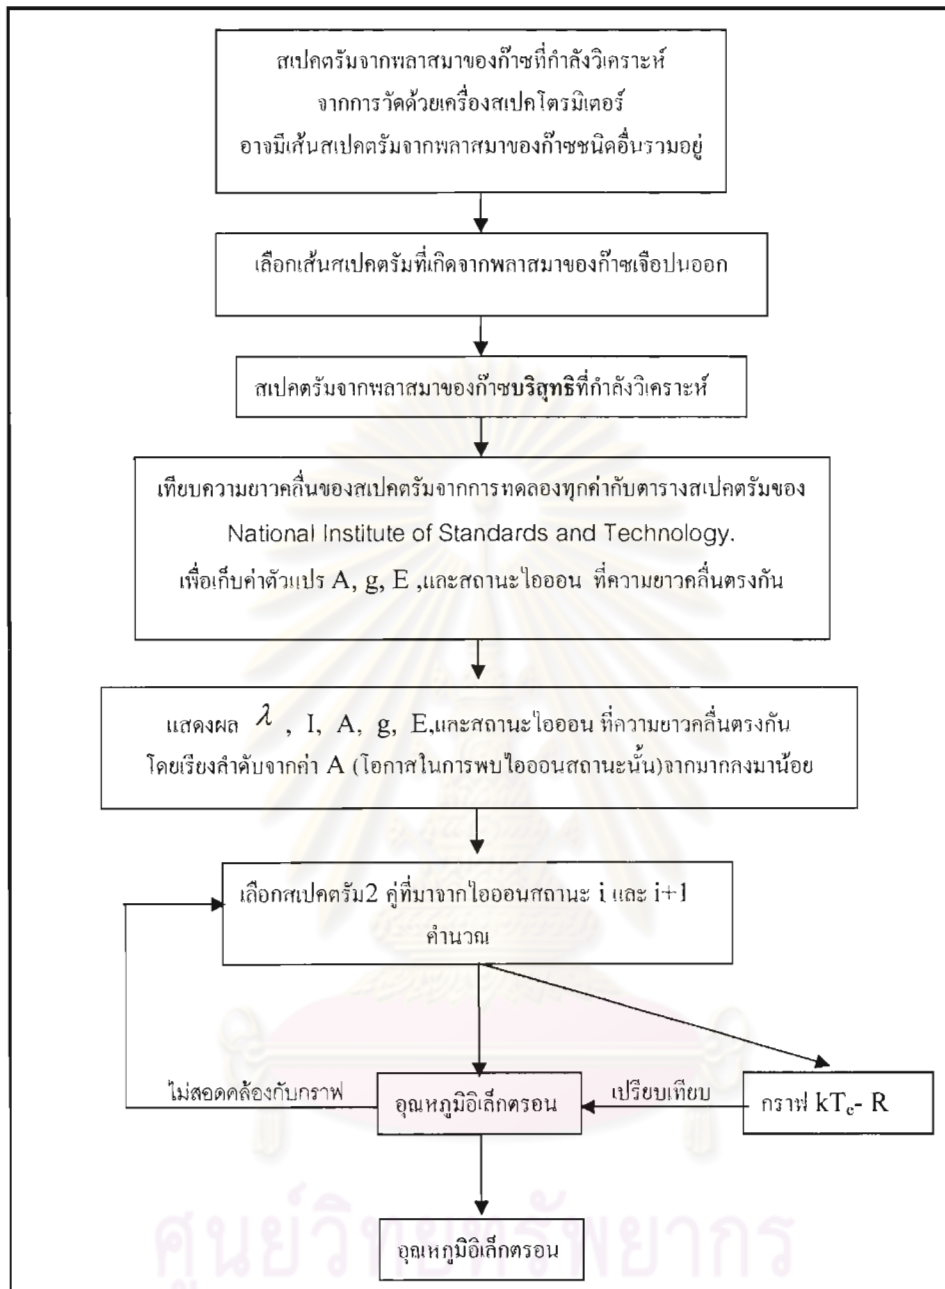 สเปคตรัมจากพลาสมาของก๊าซที่กำลังวิเคราะห์
จากการวัดด้วยเครื่องสเปคโตรมิเตอร์
อาจมีเส้นสเปคตรัมจากพลาสมาของก๊าซชนิดอื่นรวมอยู่
เลือกเส้นสเปคตรัมที่เกิดจากพลาสมาของก๊าซเจือปนออก
สเปคตรัมจากพลาสมาของก๊าซบริสุทธิที่กำลังวิเคราะห์
เทียบความยาวคลื่นของสเปคตรัมจากการทดลองทุกค่ากับตารางสเปคตรัมของ
National Institute of Standards and Technology.
เพื่อเก็บค่าตัวแปร A, g, E ,และสถานะไอออน ที่ความยาวคลื่นตรงกัน
แสดงผล λ , I, A, g, E,และสถานะไอออน ที่ความยาวคลื่นตรงกัน
โดยเรียงลำดับจากค่า A (โอกาสในการพบไอออนสถานะนั้น)จากมากลงมาน้อย
เลือกสเปคตรัม2 คู่ที่มาจากไอออนสถานะ i และ i+1
คำนวณ
ไม่สอดคล้องกับกราฟ
อุณหภูมิอิเล็กตรอน
เปรียบเทียบ
กราฟ kTₑ- R
อุณหภูมิอิเล็กตรอน
ศูนย์วิทยทรัพยากร